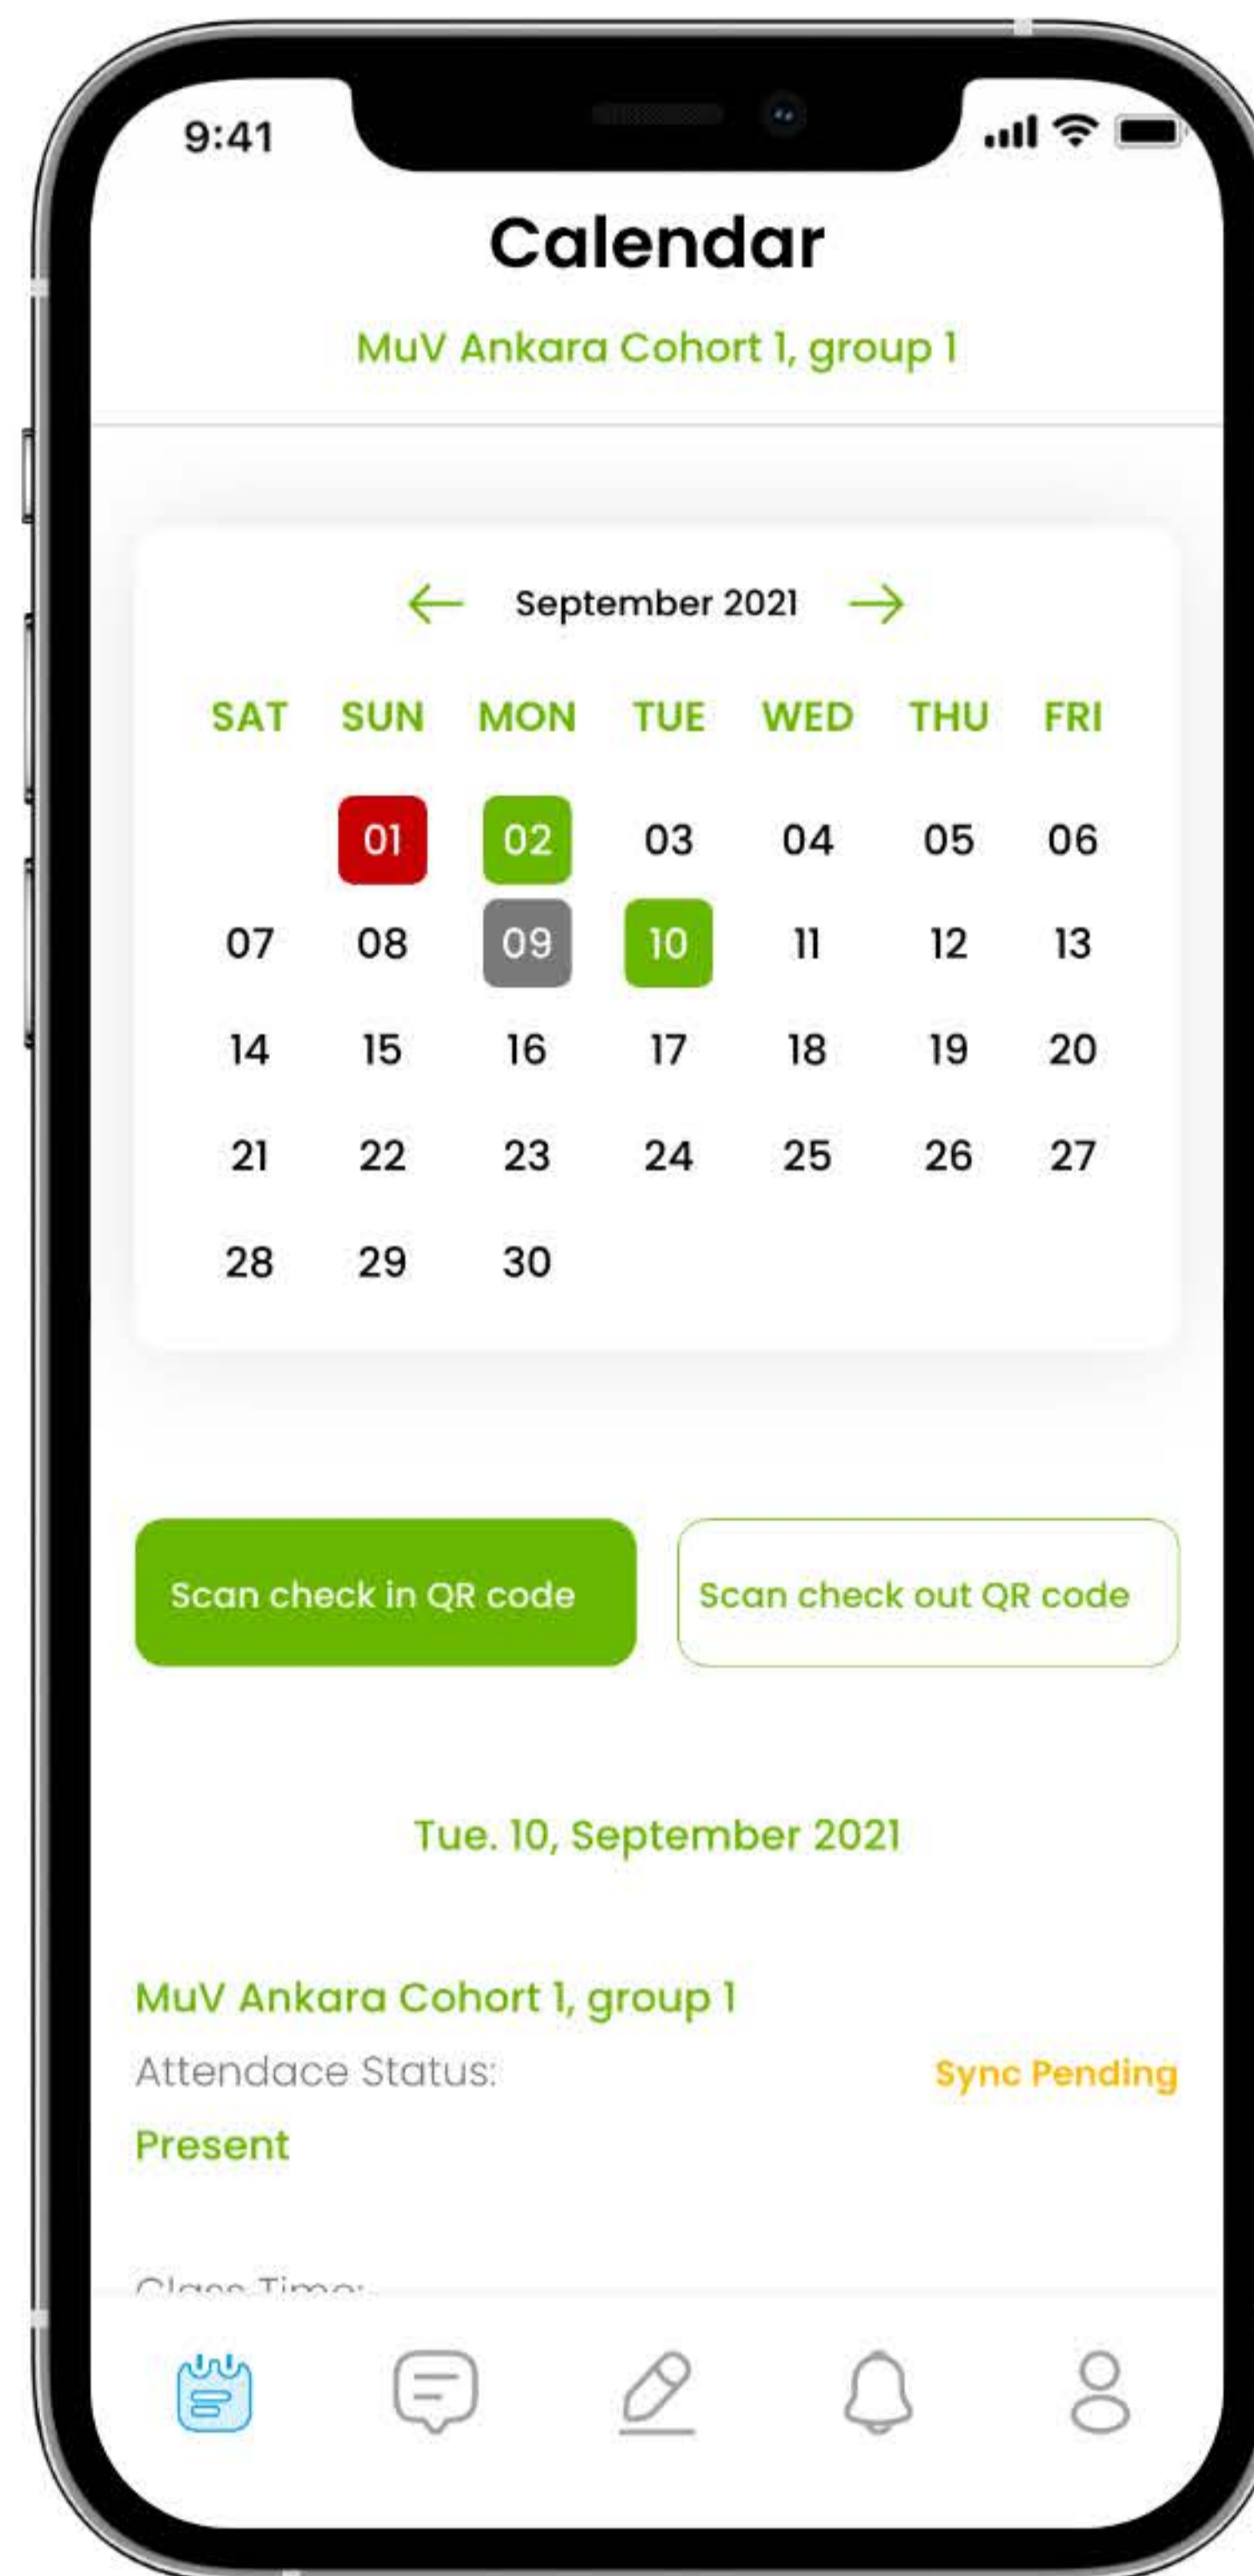 9:41
Calendar
MuV Ankara Cohort 1, group 1
September 2021
SAT SUN MON TUE WED THU FRI
01 02 03 04 05 06
07 08 09 10 11 12 13
14 15 16 17 18 19 20
21 22 23 24 25 26 27
28 29 30
Scan check in QR code Scan check out QR code
Tue. 10, September 2021
MuV Ankara Cohort 1, group 1
Attendace Status: Sync Pending
Present
Class Time: